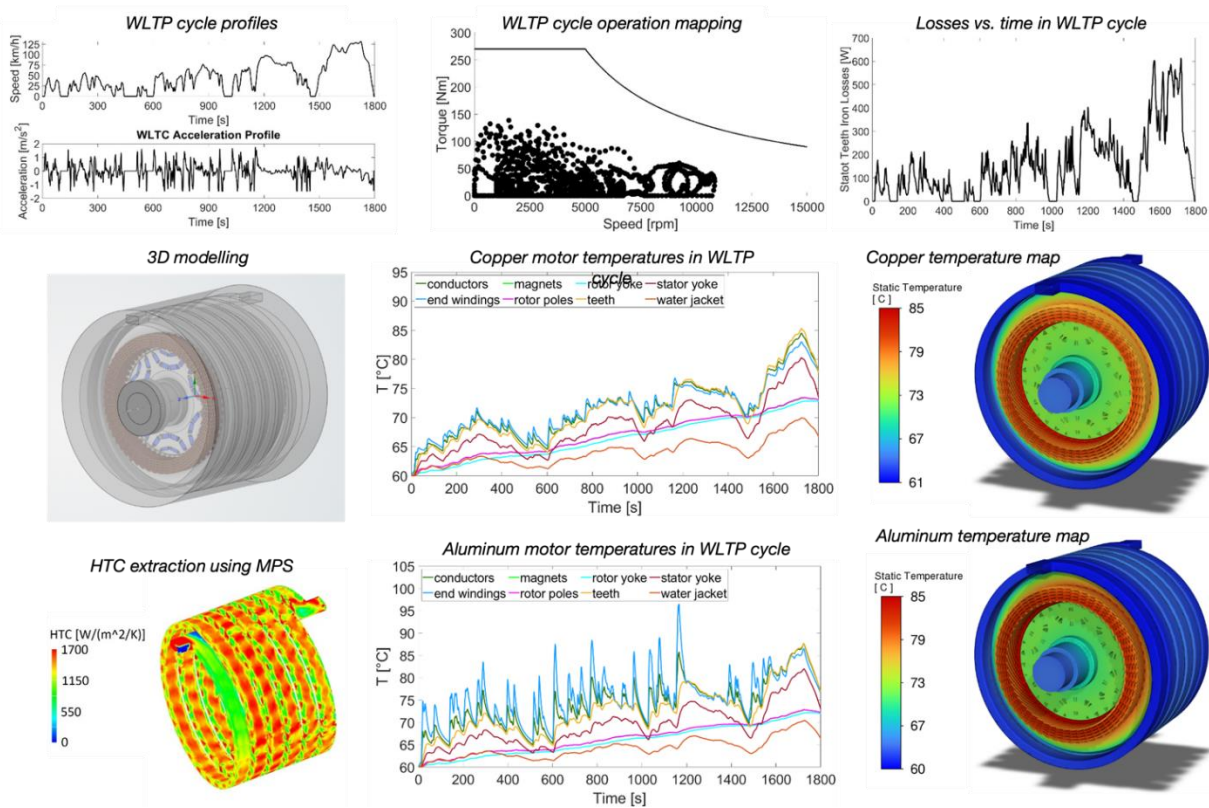 WLTP cycle profiles
125
100
75
50
25
0
Speed [km/h]
0 300 600 900 1200 1500 1800
Time [s]
WLTC Acceleration Profile
2
1
0
-1
-2
Acceleration [m/s²]
0 300 600 900 1200 1500 1800
Time [s]
WLTP cycle operation mapping
300
250
200
150
100
50
0
Torque [Nm]
0 5000 10000 15000
Speed [rpm]
Losses vs. time in WLTP cycle
700
600
500
400
300
200
100
0
Statot Teeth Iron Losses [W]
0 300 600 900 1200 1500 1800
Time [s]
3D modelling
Copper motor temperatures in WLTP
cycle
95
90
85
80
75
70
65
60
T [°C]
conductors magnets rotor yoke stator yoke
end windings rotor poles teeth water jacket
0 200 400 600 800 1000 1200 1400 1600 1800
Time [s]
Copper temperature map
Static Temperature
[ C ]
85
79
73
67
61
HTC extraction using MPS
HTC [W/(m^2/K)]
1700
1150
550
0
Aluminum motor temperatures in WLTP cycle
105
100
95
90
85
80
75
70
65
60
T [°C]
conductors magnets rotor yoke stator yoke
end windings rotor poles teeth water jacket
0 200 400 600 800 1000 1200 1400 1600 1800
Time [s]
Aluminum temperature map
Static Temperature
[ C ]
85
79
73
67
60